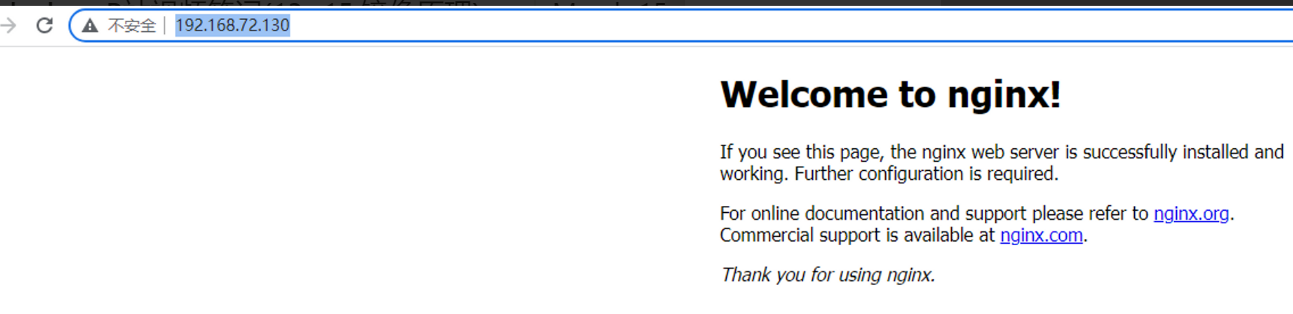 不安全 | 192.168.72.130
Welcome to nginx!
If you see this page, the nginx web server is successfully installed and
working. Further configuration is required.
For online documentation and support please refer to nginx.org.
Commercial support is available at nginx.com.
Thank you for using nginx.